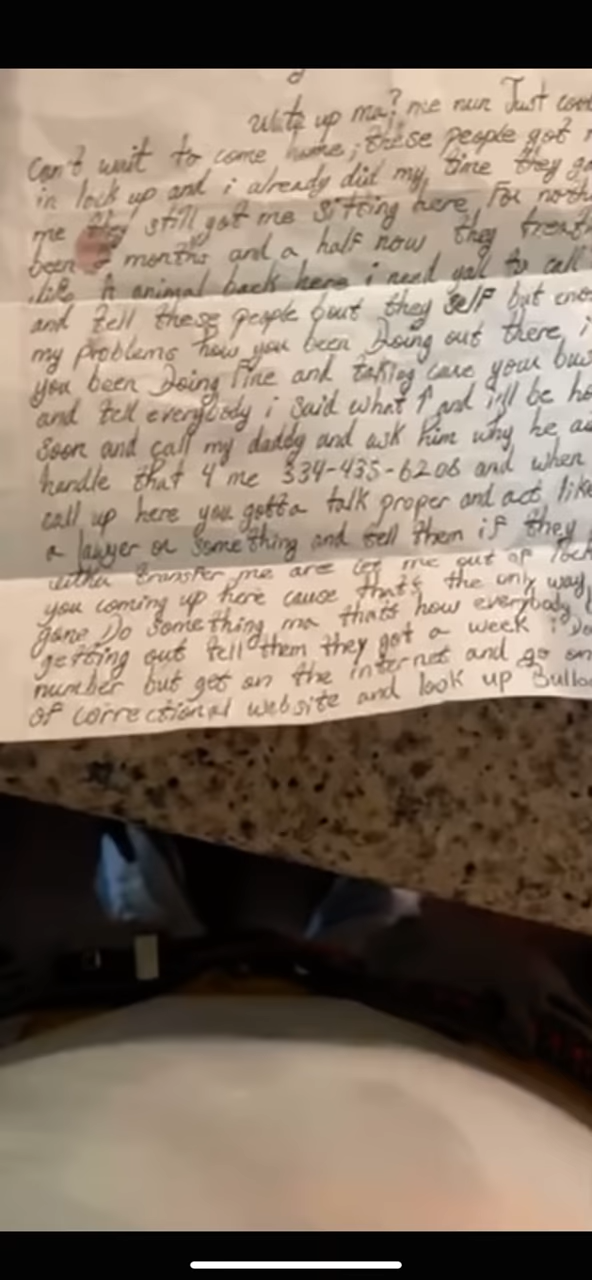 up ma? me nun Just
Can't wait to come home; these people got
in lock up and i already did my time they
me they still got me sitting here For
been months and a half now they
like A animal back here i need yall to call
and tell these people bout they self but
my problems how you been Doing out there, i
you been Doing Fine and taking care your
and tell everybody i said what up and i'll be
Soon and call my daddy and ask him why he
handle that 4 me 334-435-6206 and when
call up here you gotta talk proper and act like
a lawyer or something and tell them if they
transfer me are let me out of
you coming up here cause that's the only way
gone Do something ma thats how everybody
getting out tell them they got a week i
number but get on the internet and go on
of correctional website and look up